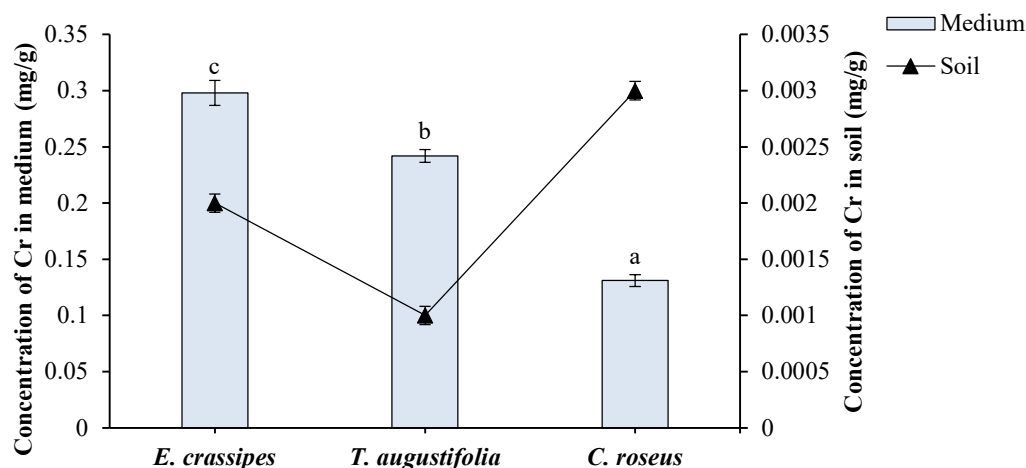 Medium
Soil
Concentration of Cr in medium (mg/g)
0.35
0.3
0.25
0.2
0.15
0.1
0.05
0
c
b
a
0.0035
0.003
0.0025
0.002
0.0015
0.001
0.0005
0
Concentration of Cr in soil (mg/g)
E. crassipes
T. augustifolia
C. roseus